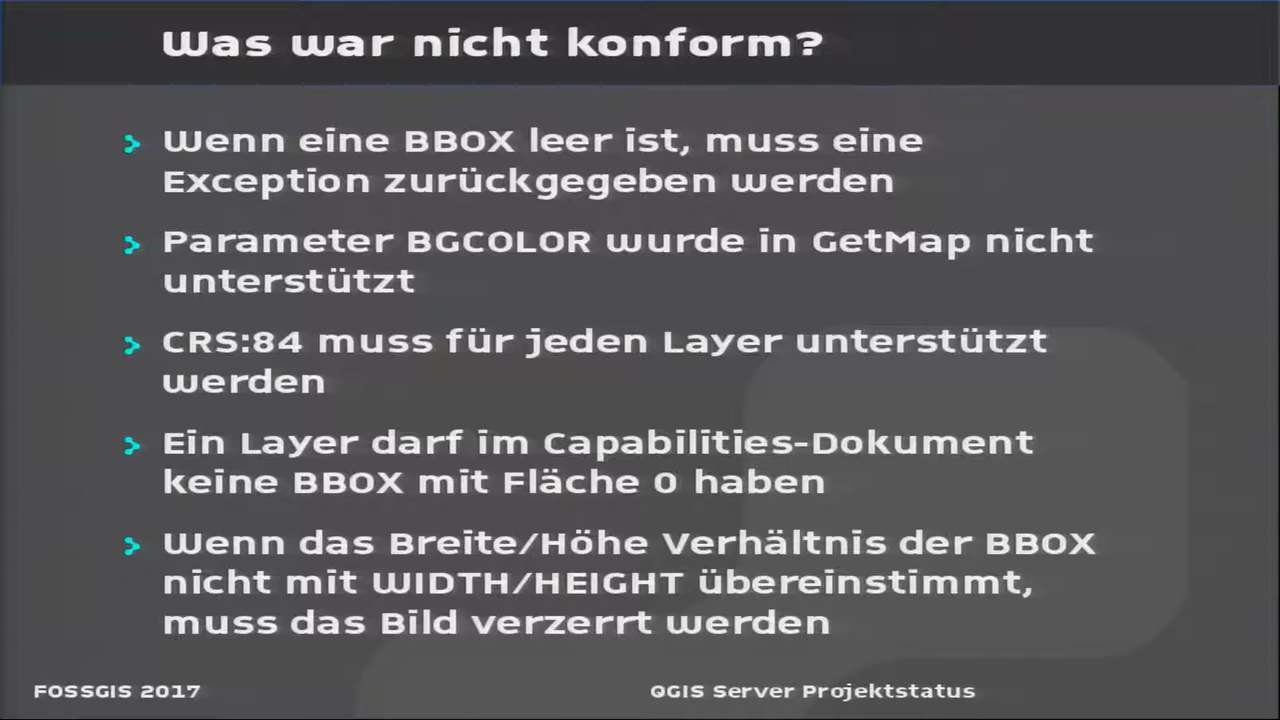 Was war nicht konform?
Wenn eine BBOX leer ist, muss eine
Exception zurückgegeben werden
Parameter BGCOLOR wurde in GetMap nicht
unterstützt
CRS:84 muss für jeden Layer unterstützt
werden
Ein Layer darf im Capabilities-Dokument
keine BBOX mit Fläche 0 haben
Wenn das Breite/Höhe Verhältnis der BBOX
nicht mit WIDTH/HEIGHT übereinstimmt,
muss das Bild verzerrt werden
FOSSGIS 2017
QGIS Server Projektstatus